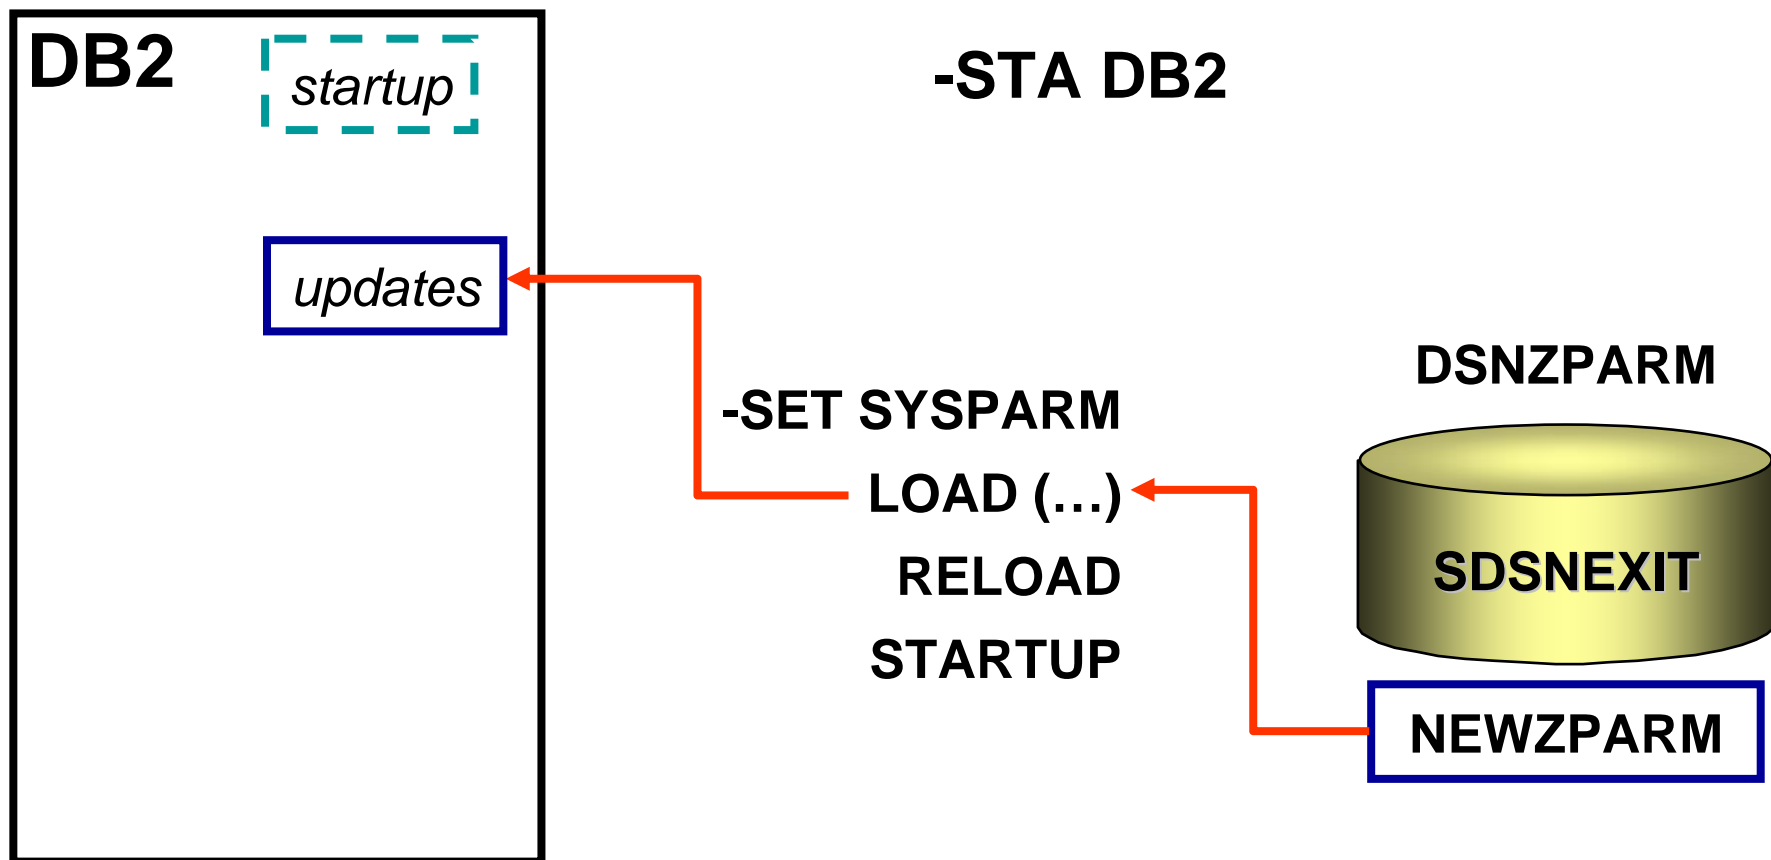 DB2
startup
-STA DB2
updates
DSNZPARM
-SET SYSPARM
LOAD (…)
RELOAD
SDSNEXIT
STARTUP
NEWZPARM